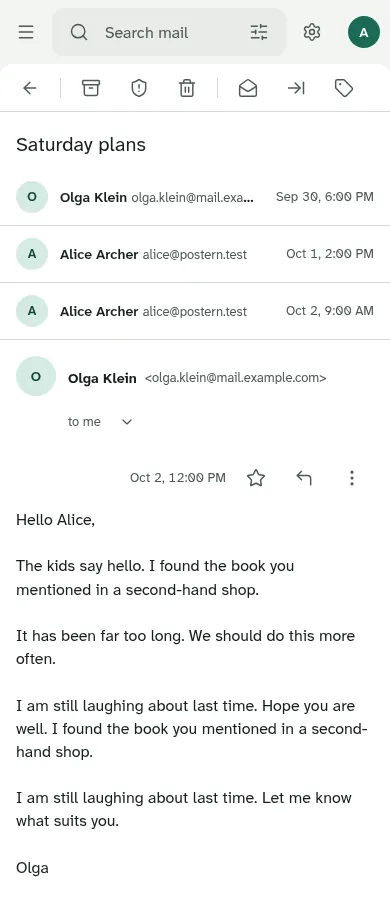 Search mail
A
Saturday plans
O Olga Klein olga.klein@mail.exa... Sep 30, 6:00 PM
A Alice Archer alice@postern.test Oct 1, 2:00 PM
A Alice Archer alice@postern.test Oct 2, 9:00 AM
O Olga Klein <olga.klein@mail.example.com>
to me
Oct 2, 12:00 PM
Hello Alice,
The kids say hello. I found the book you
mentioned in a second-hand shop.
It has been far too long. We should do this more
often.
I am still laughing about last time. Hope you are
well. I found the book you mentioned in a second-
hand shop.
I am still laughing about last time. Let me know
what suits you.
Olga